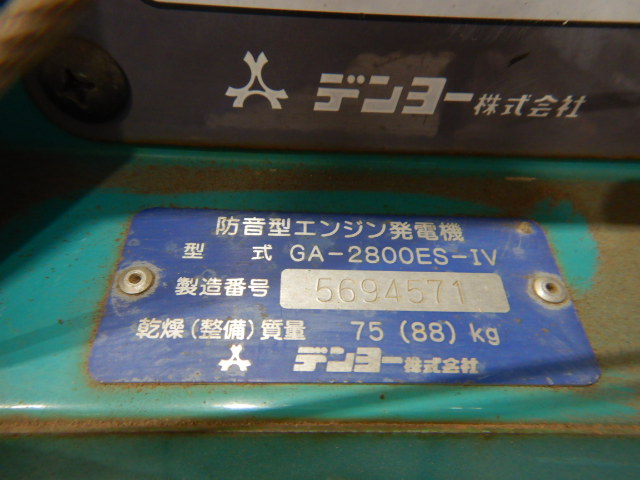 デンヨー株式会社
防音型エンジン発電機
型 式 GA-2800ES-IV
製造番号 5694571
乾燥(整備)質量 75 (88) kg
デンヨー株式会社